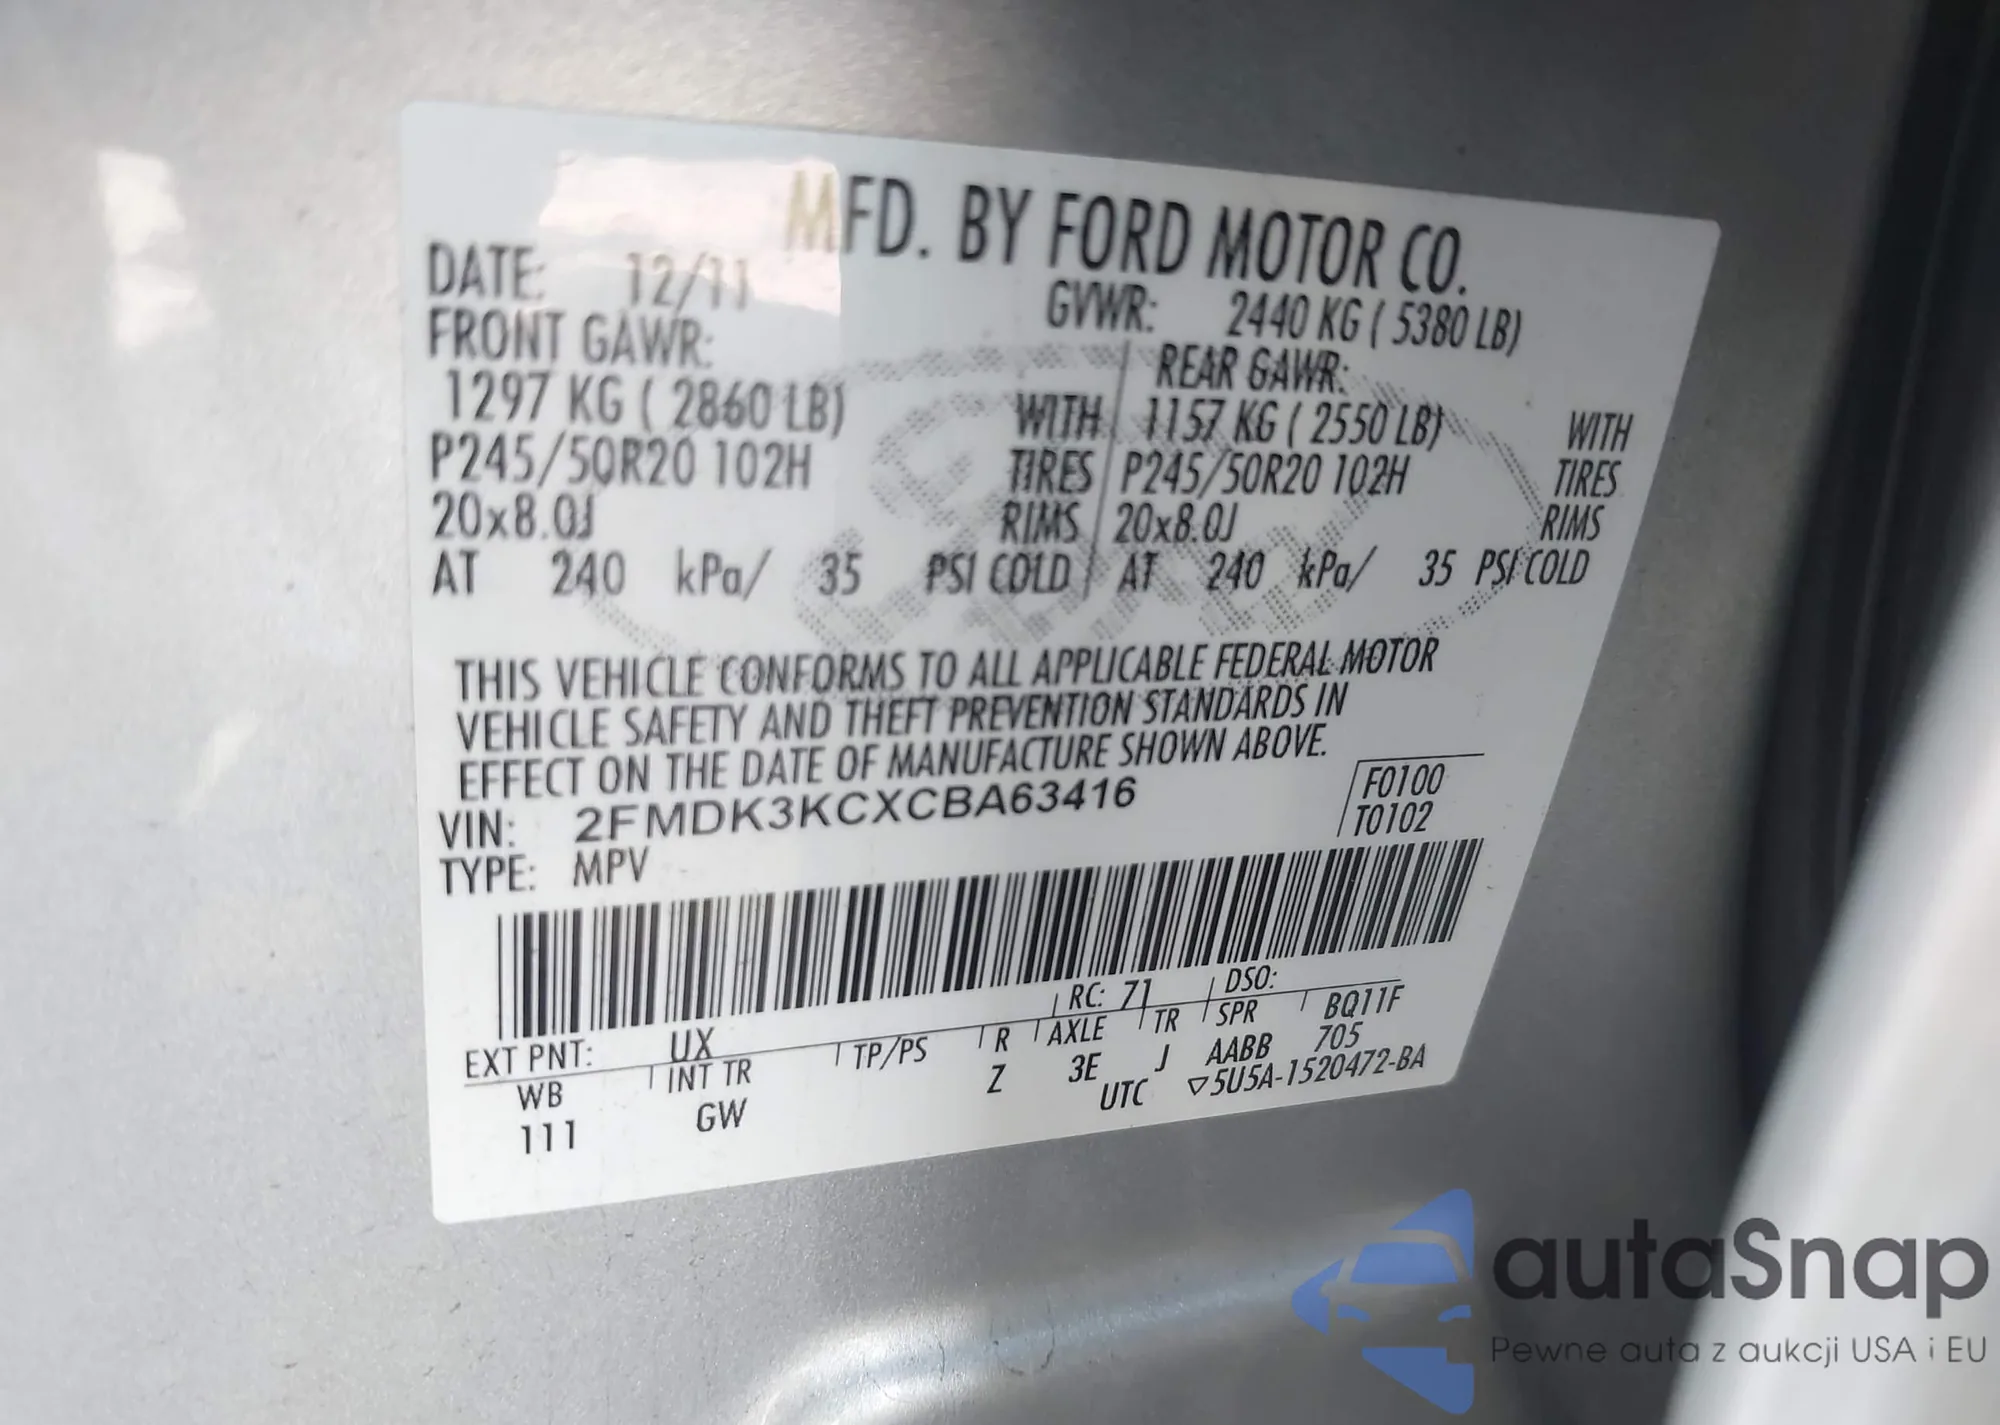 MFD. BY FORD MOTOR CO.
DATE: 12/11 GVWR: 2440 KG ( 5380 LB)
FRONT GAWR: REAR GAWR:
1297 KG ( 2860 LB) WITH 1157 KG ( 2550 LB) WITH
P245/50R20 102H TIRES P245/50R20 102H TIRES
20x8.0J RIMS 20x8.0J RIMS
AT 240 kPa/ 35 PSI COLD AT 240 kPa/ 35 PSI COLD
THIS VEHICLE CONFORMS TO ALL APPLICABLE FEDERAL MOTOR
VEHICLE SAFETY AND THEFT PREVENTION STANDARDS IN
EFFECT ON THE DATE OF MANUFACTURE SHOWN ABOVE.
VIN: 2FMDK3KCXCBA63416 F0100
TYPE: MPV T0102
EXT PNT: UX RC: 71 DSO:
WB INT TR TP/PS R AXLE TR SPR BQ11F
111 GW Z 3E J AABB 705
UTC ▽5U5A-1520472-BA
autaSnap
Pewne auta z aukcji USA i EU